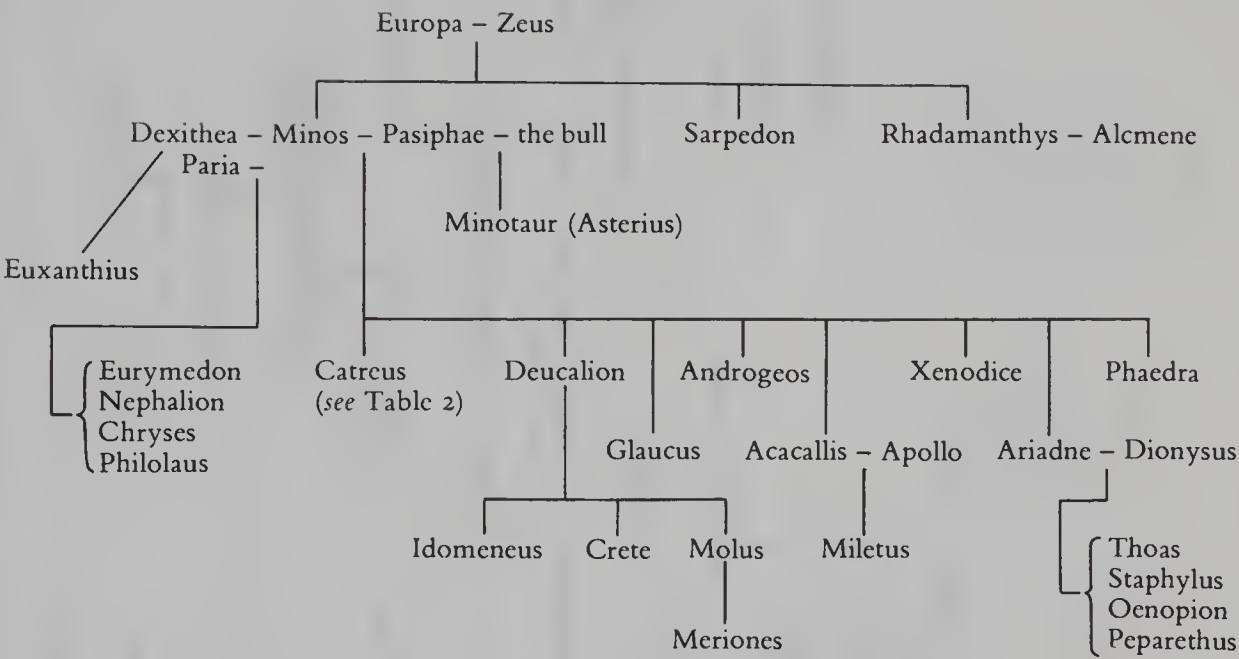 Europa – Zeus
Dexithea – Minos – Pasiphae – the bull
Sarpedon
Rhadamanthys – Alcmene
Paria –
Minotaur (Asterius)
Euxanthius
Eurymedon
Nephalion
Chryses
Philolaus
Catreus
(see Table 2)
Deucalion
Androgeos
Xenodice
Phaedra
Glaucus
Acacallis – Apollo
Ariadne – Dionysus
Idomeneus
Crete
Molus
Miletus
Thoas
Staphylus
Oenopion
Peparethus
Meriones